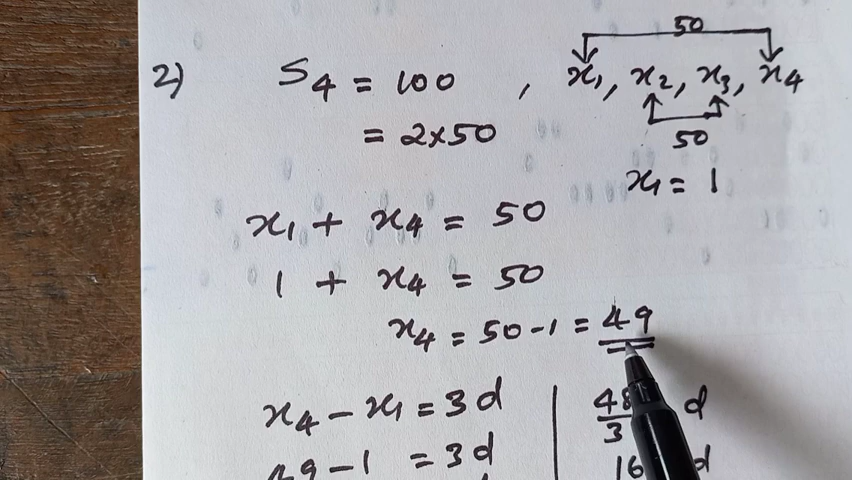 50
2) S4 = 100 , x1, x2, x3, x4
= 2×50
50
x1 = 1
x1 + x4 = 50
1 + x4 = 50
x4 = 50 - 1 = 49
x4 - x1 = 3d
49 - 1 = 3d
48/3 d
16 d